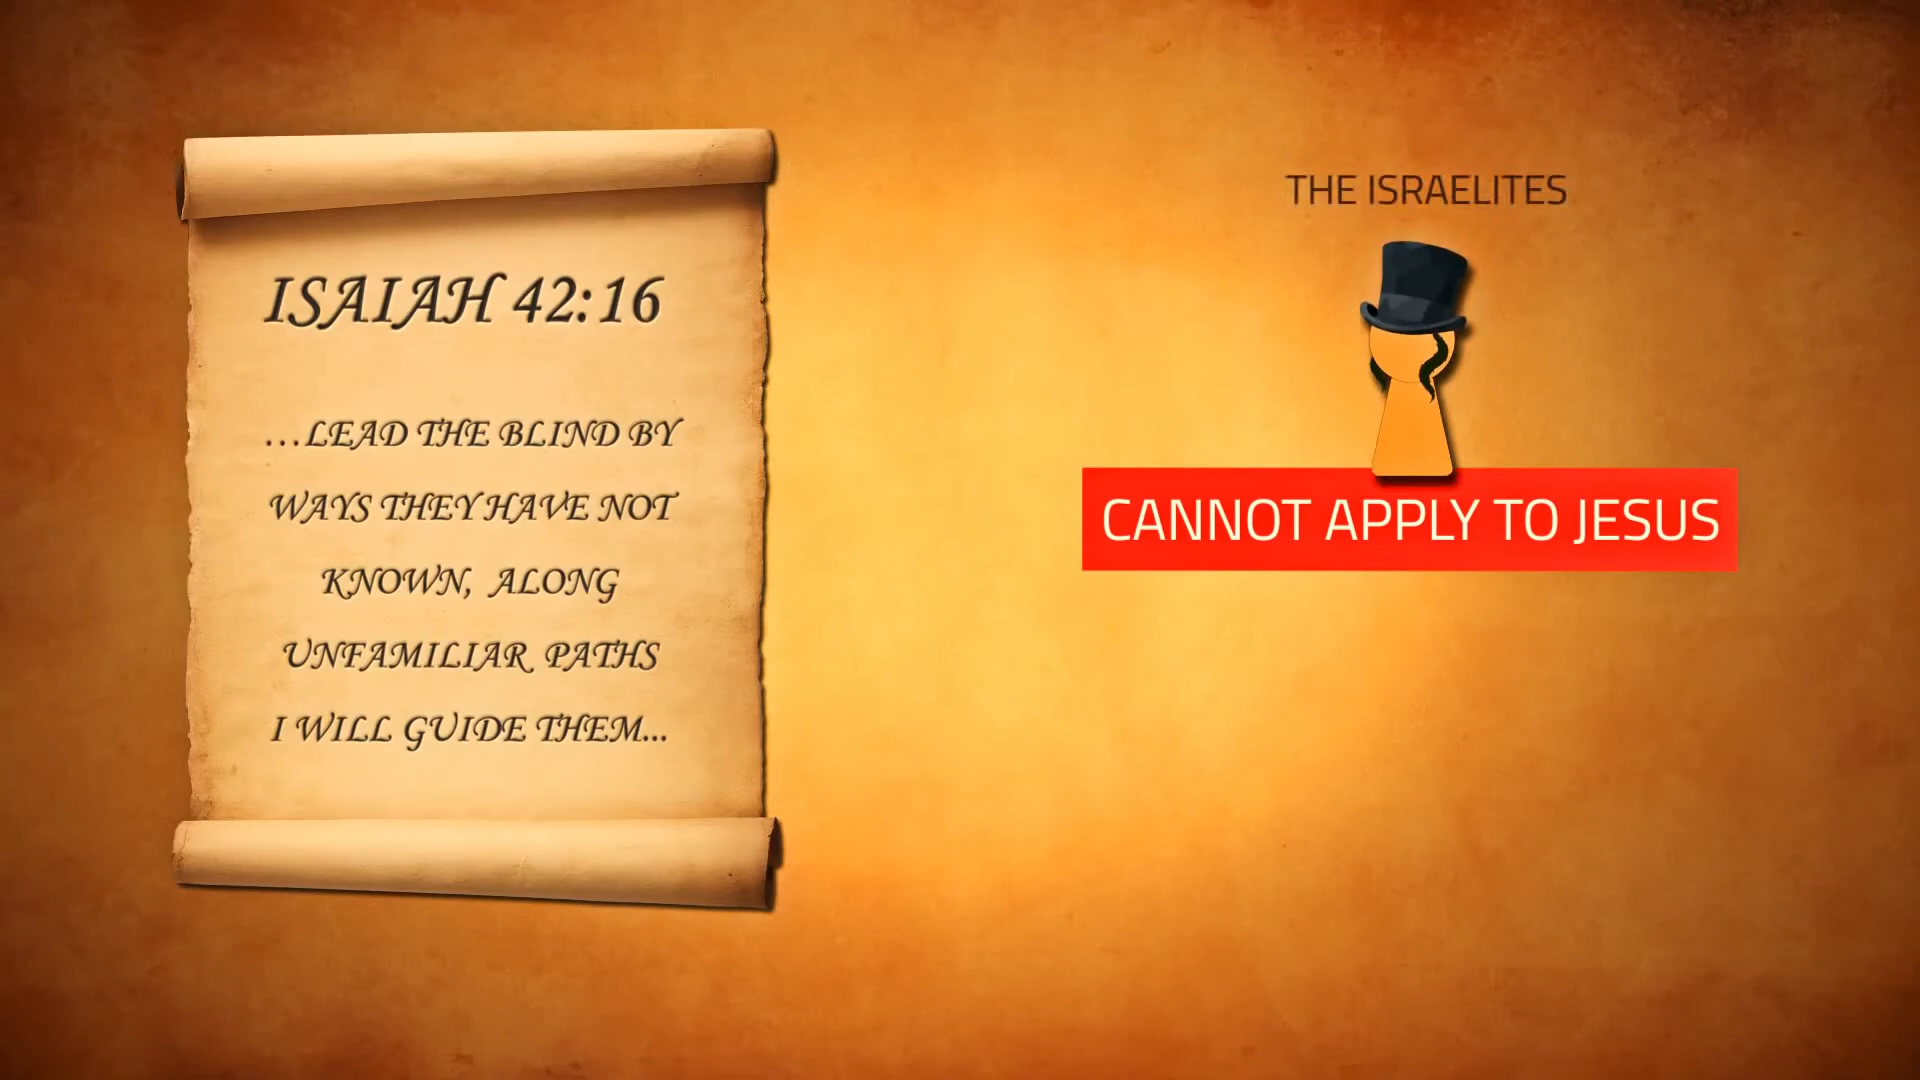 ISAIAH 42:16
...LEAD THE BLIND BY
WAYS THEY HAVE NOT
KNOWN, ALONG
UNFAMILIAR PATHS
I WILL GUIDE THEM...
THE ISRAELITES
CANNOT APPLY TO JESUS